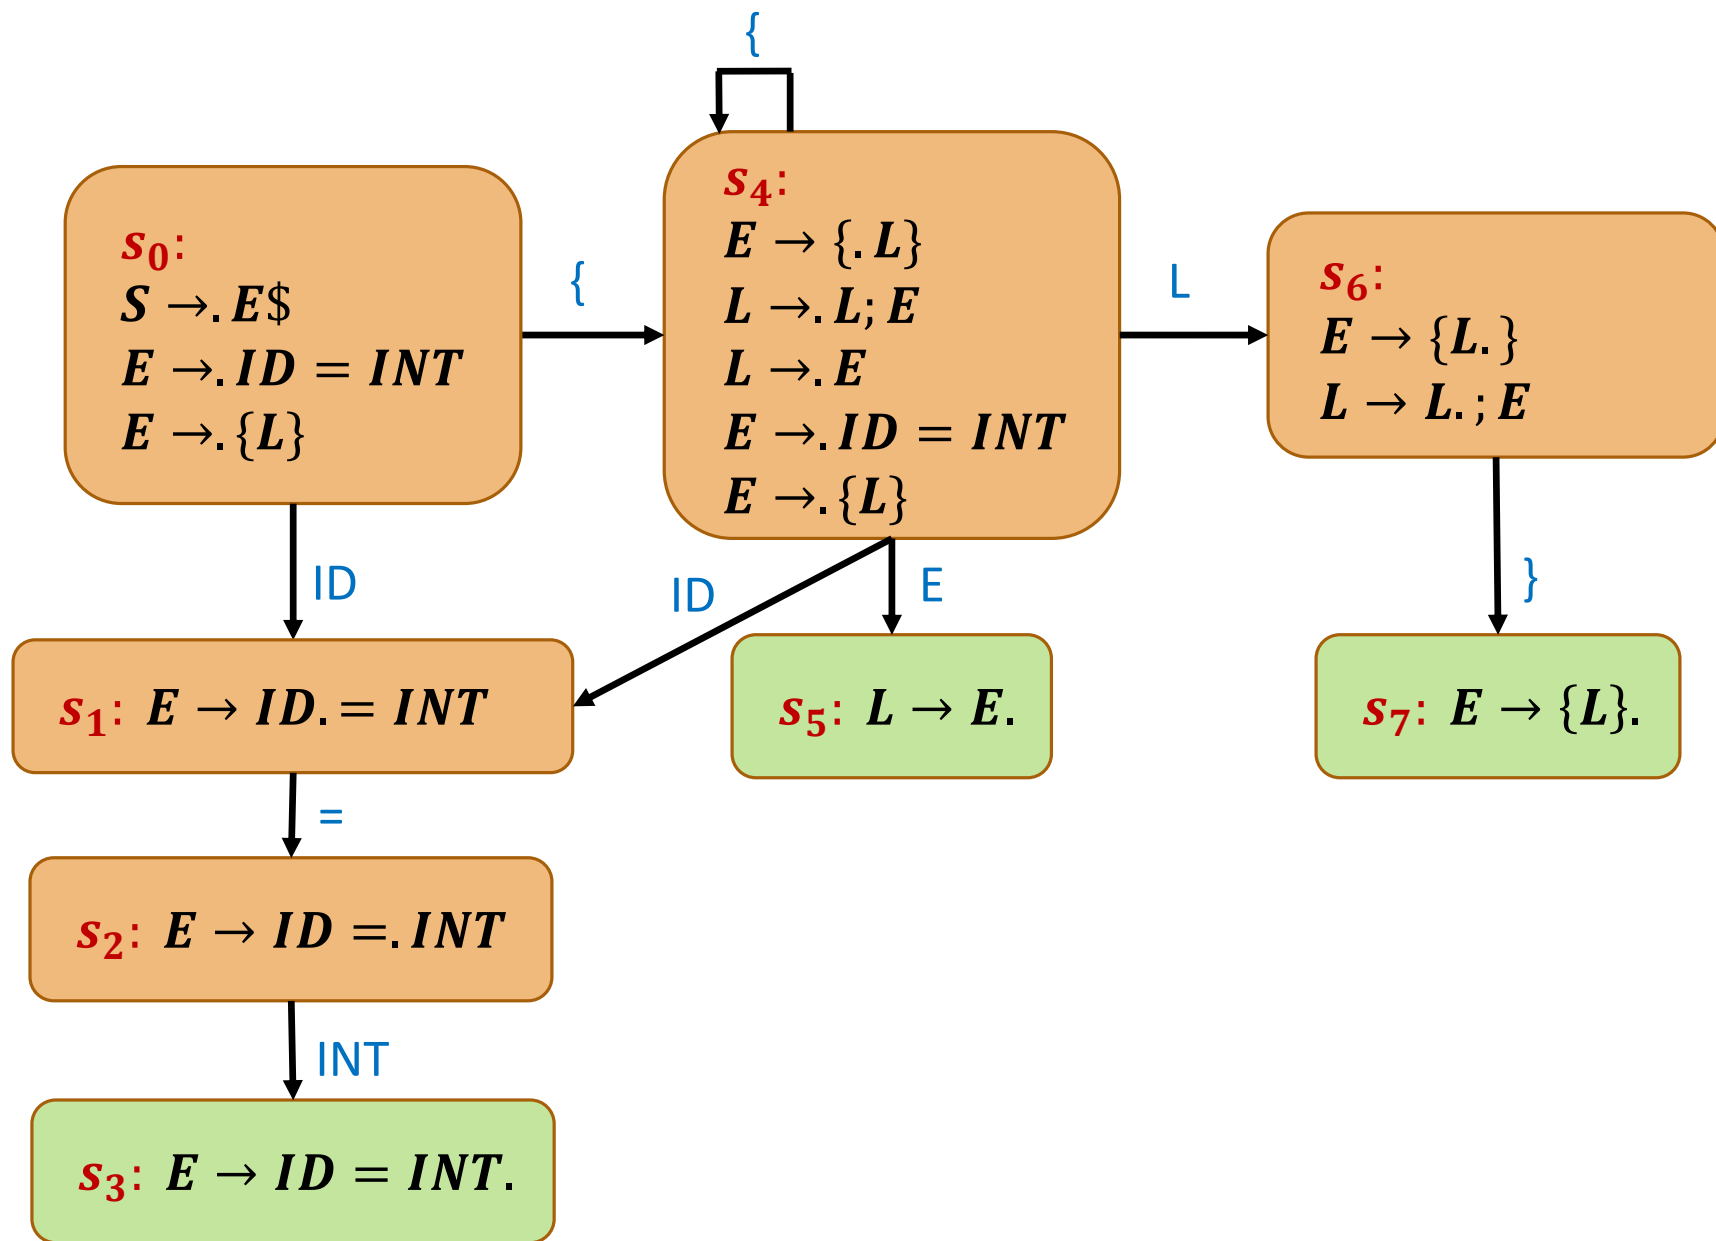 {
s₀:
S →. E$
E →. ID = INT
E →. {L}
{
s₄:
E → {. L}
L →. L; E
L →. E
E →. ID = INT
E →. {L}
L
s₆:
E → {L. }
L → L. ; E
ID
ID
E
}
s₁: E → ID. = INT
s₅: L → E.
s₇: E → {L}.
=
s₂: E → ID =. INT
INT
s₃: E → ID = INT.